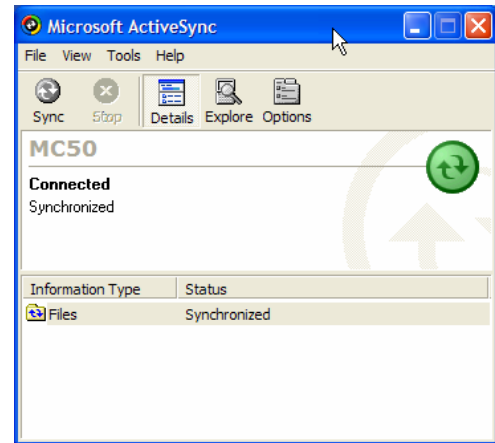 Microsoft ActiveSync
File View Tools Help
Sync Stop Details Explore Options
MC50
Connected
Synchronized
Information Type Status
Files Synchronized